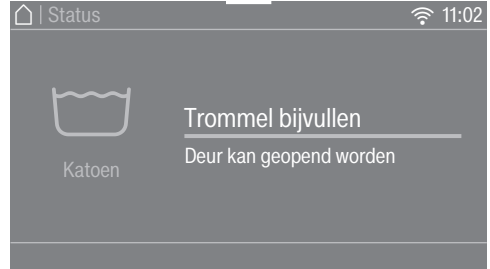 | Status 11:02
Trommel bijvullen
Deur kan geopend worden
Katoen